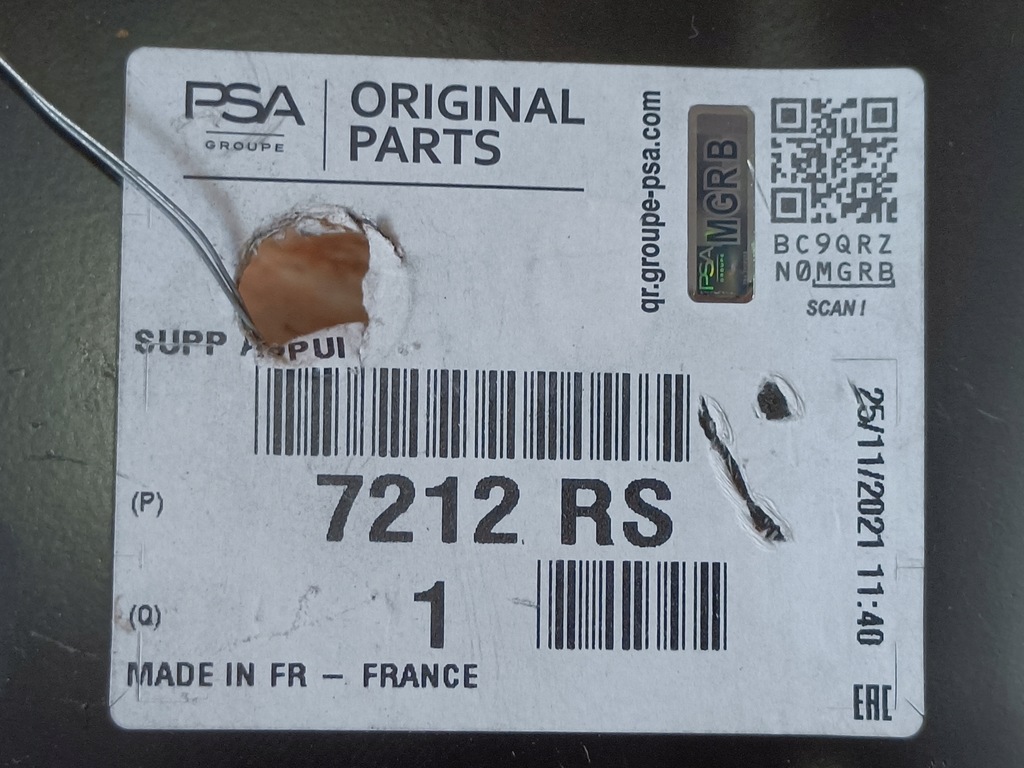 PSA
GROUPE
ORIGINAL
PARTS
qr.groupe-psa.com
PSA
GROUPE
MGRB
BC9QRZ
N0MGRB
SCAN!
SUPP
25/11/2021 11:40
(P)
7212 RS
(Q)
1
MADE IN FR – FRANCE
EAC